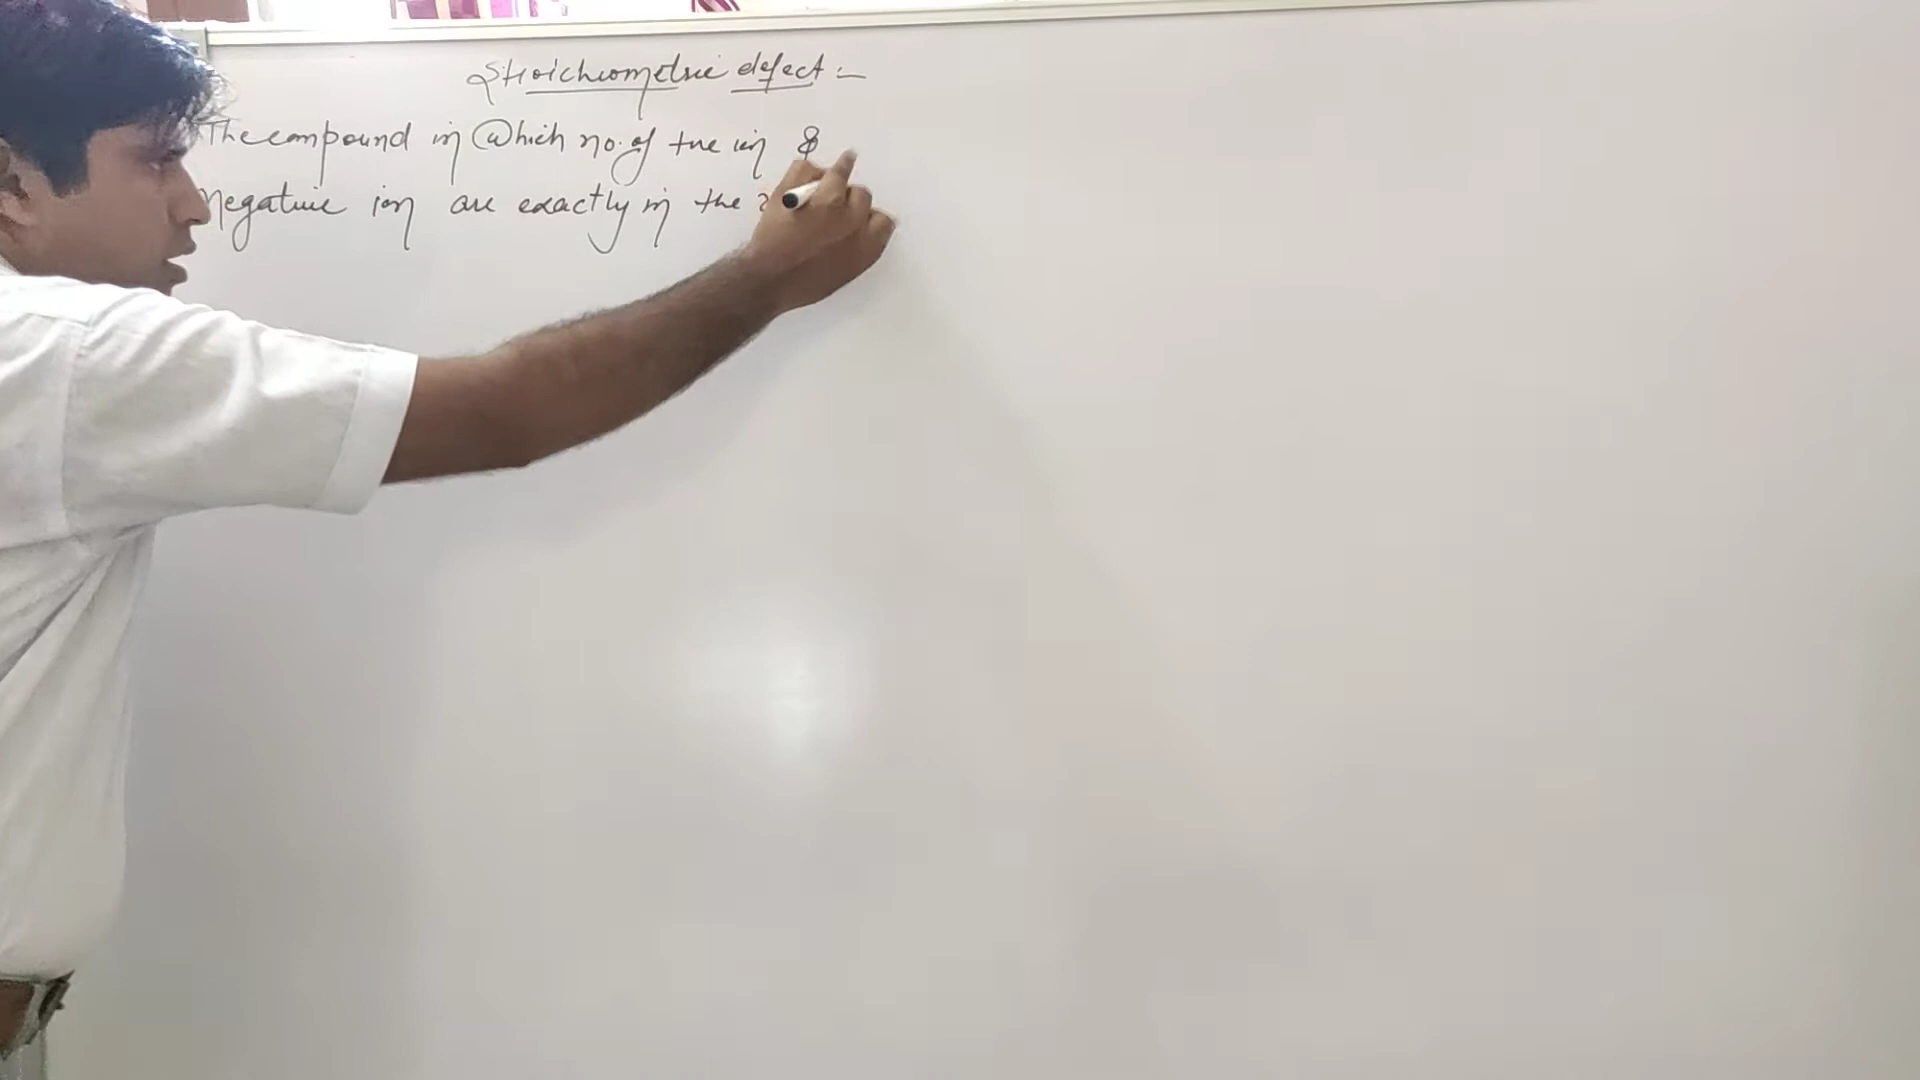 Stoichiometric defect :-
The compound in which no. of +ve ion &
negative ion are exactly in the